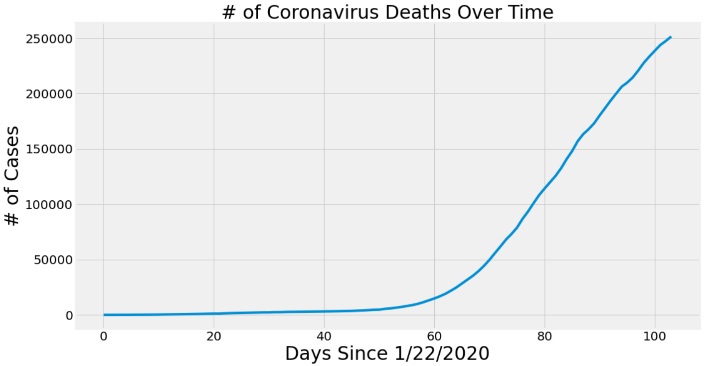 # of Coronavirus Deaths Over Time
# of Cases
250000
200000
150000
100000
50000
0
0 20 40 60 80 100
Days Since 1/22/2020